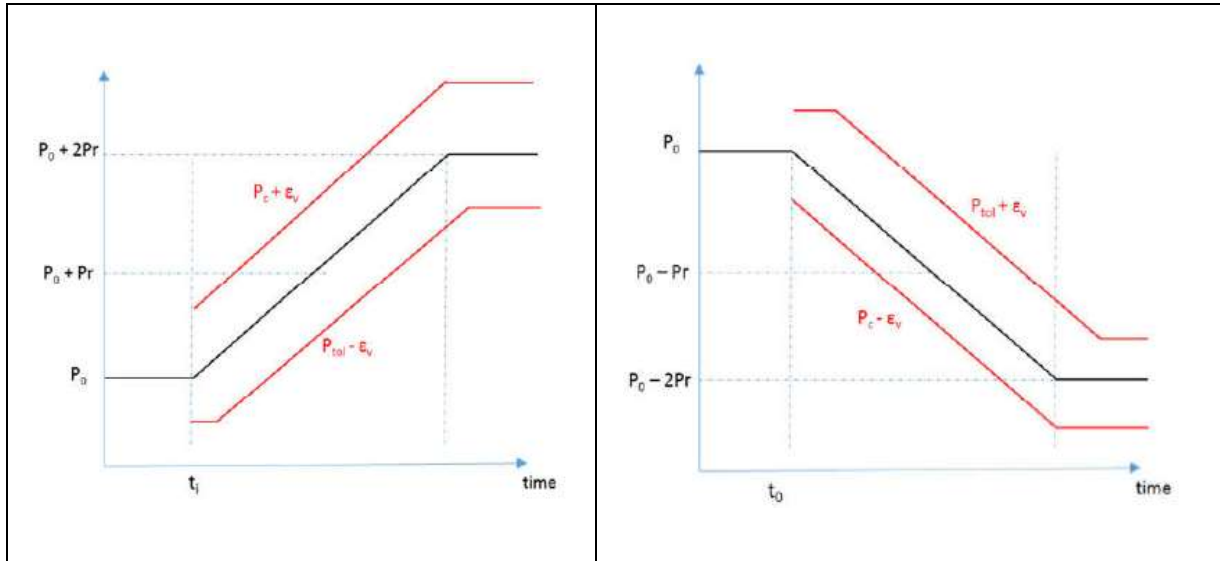 P₀ + 2Pr
P_c + ε_v
P₀ + Pr
P_tol - ε_v
P₀
t_i
time
P₀
P_tol + ε_v
P₀ – Pr
P_c - ε_v
P₀ – 2Pr
t₀
time